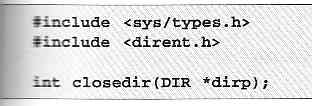 #include <sys/types.h>
#include <dirent.h>
int closedir(DIR *dirp);